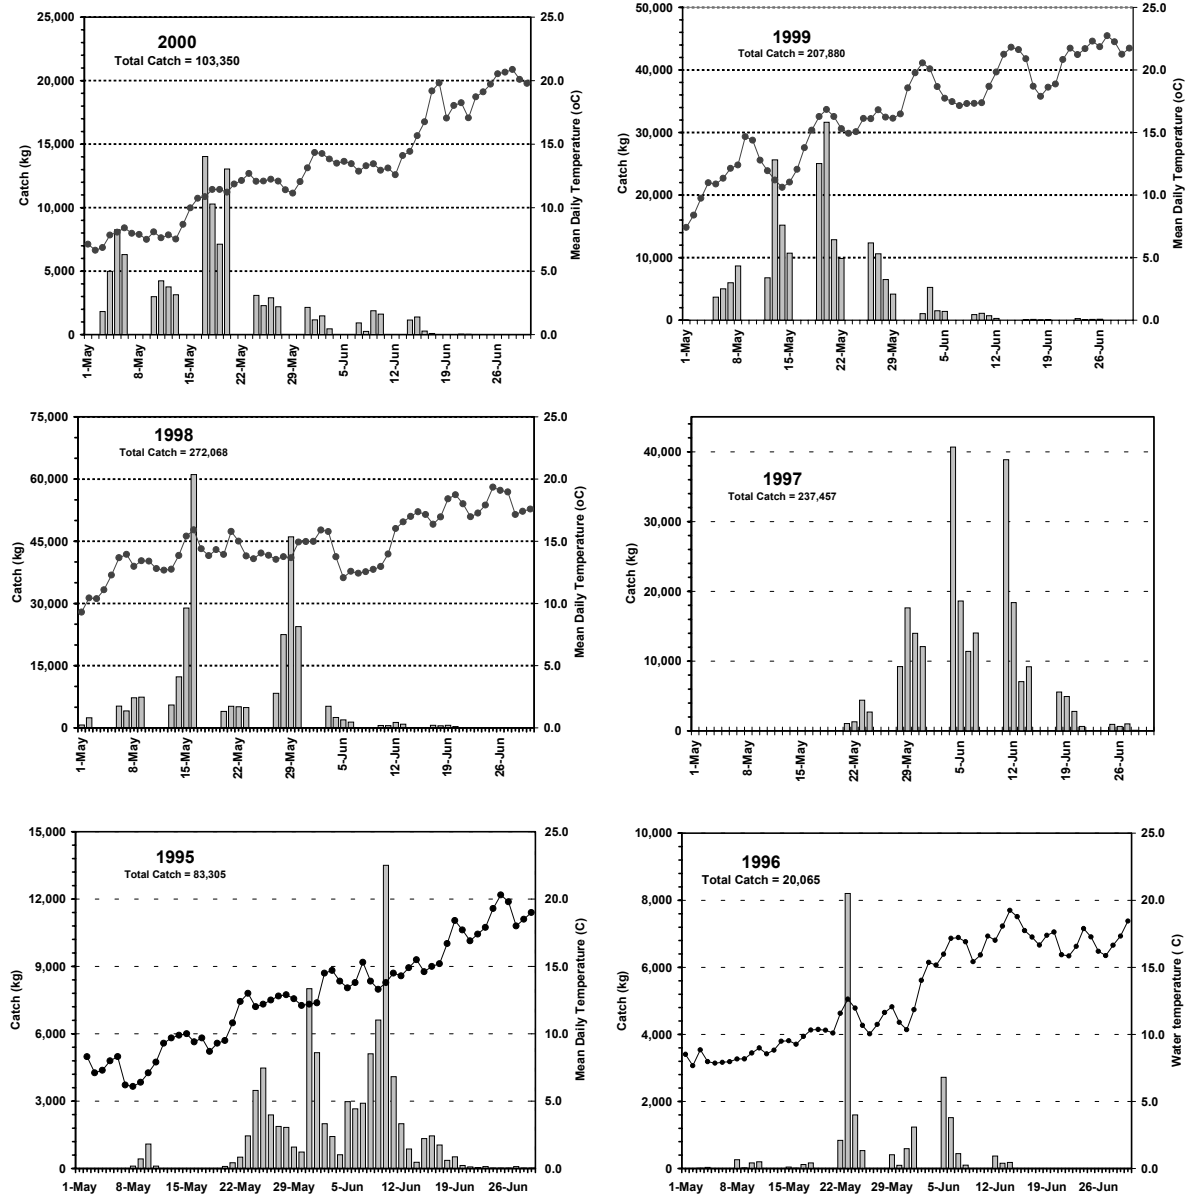 2000
Total Catch = 103,350
Catch (kg)
25,000
20,000
15,000
10,000
5,000
0
25.0
20.0
15.0
10.0
5.0
0.0
Mean Daily Temperature (oC)
1-May
8-May
15-May
22-May
29-May
5-Jun
12-Jun
19-Jun
26-Jun
1999
Total Catch = 207,880
Catch (kg)
50,000
40,000
30,000
20,000
10,000
0
25.0
20.0
15.0
10.0
5.0
0.0
Mean Daily Temperature (oC)
1-May
8-May
15-May
22-May
29-May
5-Jun
12-Jun
19-Jun
26-Jun
1998
Total Catch = 272,068
Catch (kg)
75,000
60,000
45,000
30,000
15,000
0
25.0
20.0
15.0
10.0
5.0
0.0
Mean Daily Temperature (oC)
1-May
8-May
15-May
22-May
29-May
5-Jun
12-Jun
19-Jun
26-Jun
1997
Total Catch = 237,457
Catch (kg)
40,000
30,000
20,000
10,000
0
1-May
8-May
15-May
22-May
29-May
5-Jun
12-Jun
19-Jun
26-Jun
1995
Total Catch = 83,305
Catch (kg)
15,000
12,000
9,000
6,000
3,000
0
25.0
20.0
15.0
10.0
5.0
0.0
Mean Daily Temperature (C)
1-May
8-May
15-May
22-May
29-May
5-Jun
12-Jun
19-Jun
26-Jun
1996
Total Catch = 20,065
Catch (kg)
10,000
8,000
6,000
4,000
2,000
0
25.0
20.0
15.0
10.0
5.0
0.0
Water temperature ( C)
1-May
8-May
15-May
22-May
29-May
5-Jun
12-Jun
19-Jun
26-Jun